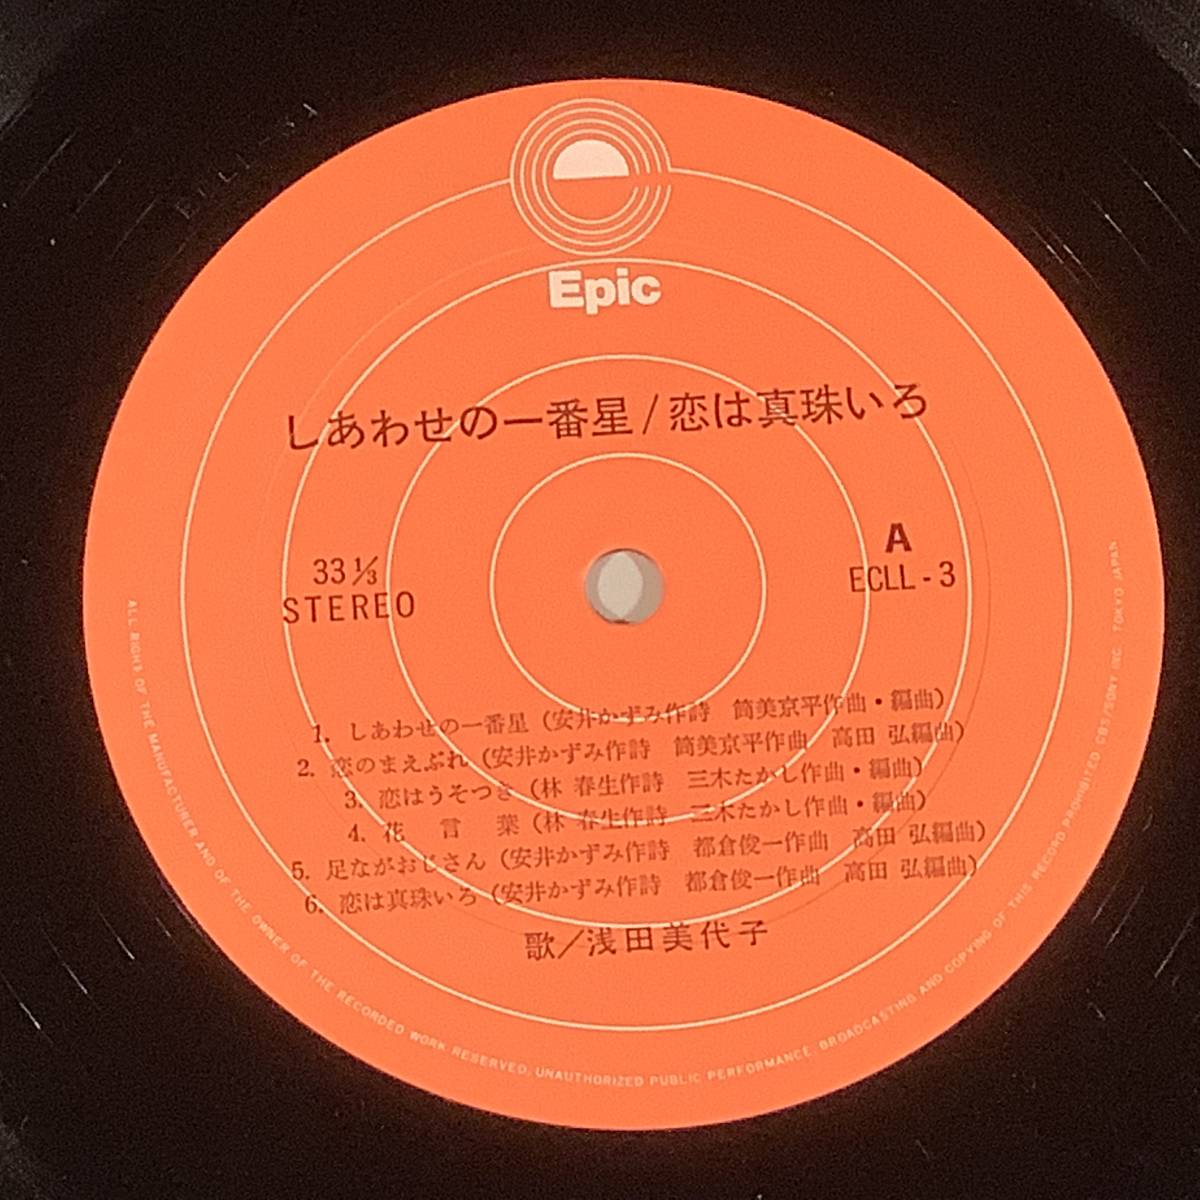 Epic
しあわせの一番星/恋は真珠いろ
33⅓
STEREO
A
ECLL-3
1. しあわせの一番星（安井かずみ作詩 筒美京平作曲・編曲）
2. 恋のまえぶれ（安井かずみ作詩 筒美京平作曲 高田 弘編曲）
3. 恋はうそつき（林 春生作詩 三木たかし作曲・編曲）
4. 花 言 葉（林 春生作詩 三木たかし作曲・編曲）
5. 足ながおじさん（安井かずみ作詩 都倉俊一作曲 高田 弘編曲）
6. 恋は真珠いろ（安井かずみ作詩 都倉俊一作曲 高田 弘編曲）
歌／浅田美代子
ALL RIGHS OF THE MANUFACTURER AND OF THE OWNER OF THE RECORDED WORK RESERVED. UNAUTHORIZED PUBLIC PERFORMANCE. BROADCASTING AND COPYING OF THIS RECORD PROHIBITED CBS/SONY INC. TOKYO JAPAN